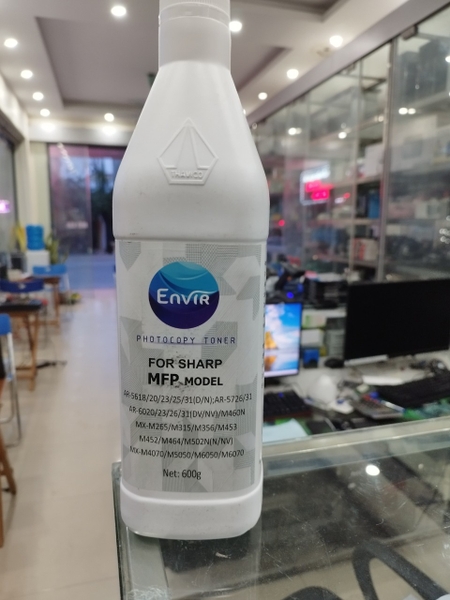 EnviR
PHOTOCOPY TONER
FOR SHARP
MFP MODEL
AR-5618/20/23/25/31(D/N);AR-5726/31
AR-6020/23/26/31(DV/NV)/M460N
MX-M265/M315/M356/M453
M452/M464/M502N(N/NV)
MX-M4070/M5050/M6050/M6070
Net: 600g